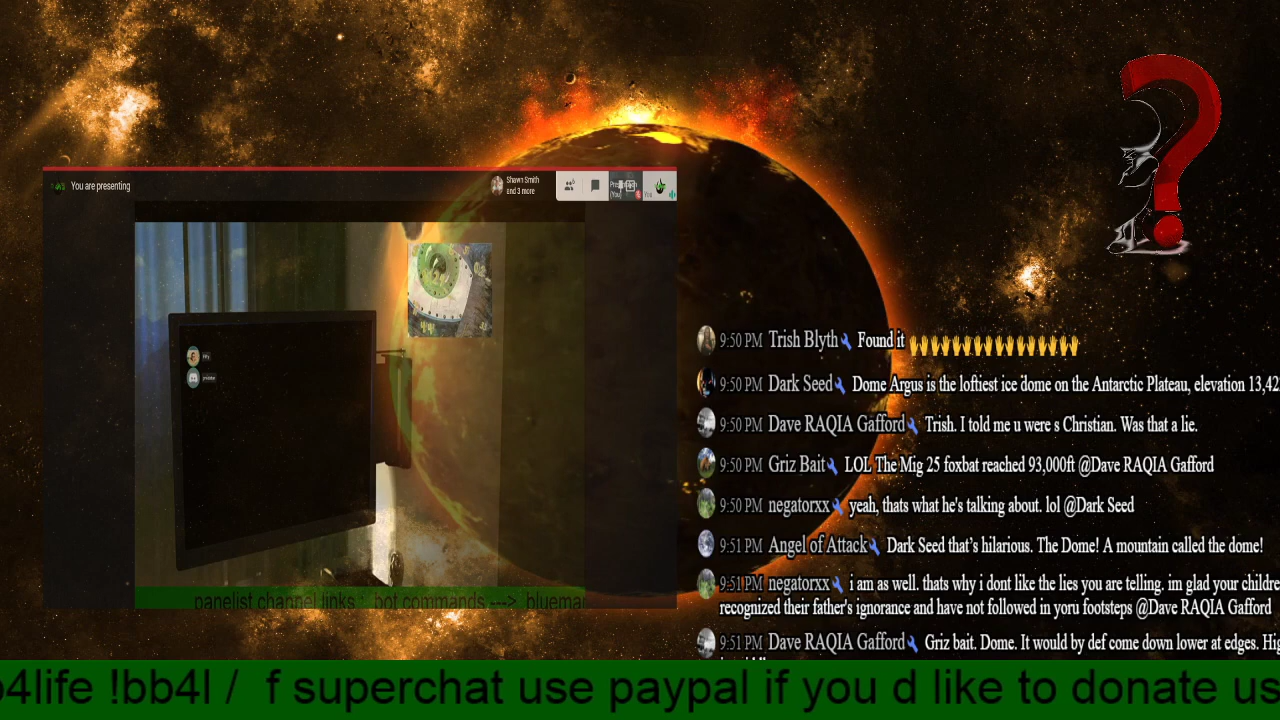 You are presenting
Shawn Smith
and 3 more
You
9:50 PM Trish Blyth Found it
9:50 PM Dark Seed Dome Argus is the loftiest ice dome on the Antarctic Plateau, elevation 13,42
9:50 PM Dave RAQIA Gafford Trish. I told me u were s Christian. Was that a lie.
9:50 PM Griz Bait LOL The Mig 25 foxbat reached 93,000ft @Dave RAQIA Gafford
9:50 PM negatorxx yeah, thats what he's talking about. lol @Dark Seed
9:51 PM Angel of Attack Dark Seed that's hilarious. The Dome! A mountain called the dome!
9:51 PM negatorxx i am as well. thats why i dont like the lies you are telling. im glad your childre
recognized their father's ignorance and have not followed in yoru footsteps @Dave RAQIA Gafford
9:51 PM Dave RAQIA Gafford Griz bait. Dome. It would by def come down lower at edges. Hig
panelist channel links : bot commands ---> bluemar
4life !bb4l / f superchat use paypal if you d like to donate us